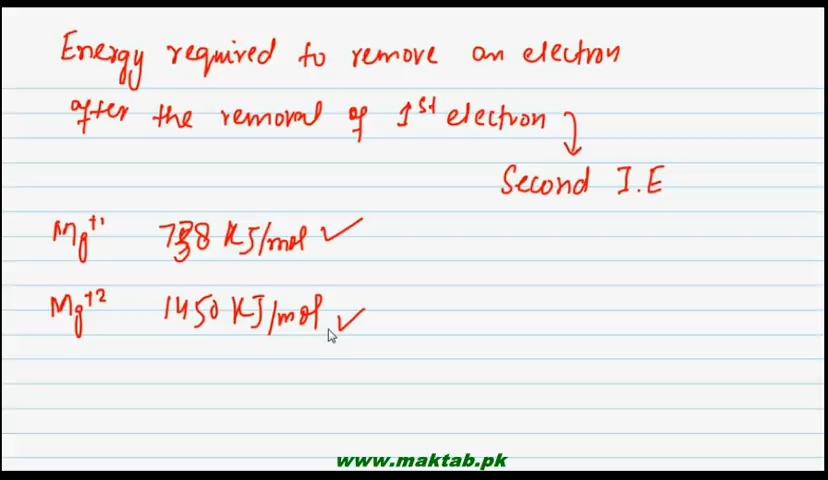 Energy required to remove an electron
after the removal of 1st electron
Second I.E
Mg+1 738 KJ/mol ✓
Mg+2 1450 KJ/mol ✓
www.maktab.pk